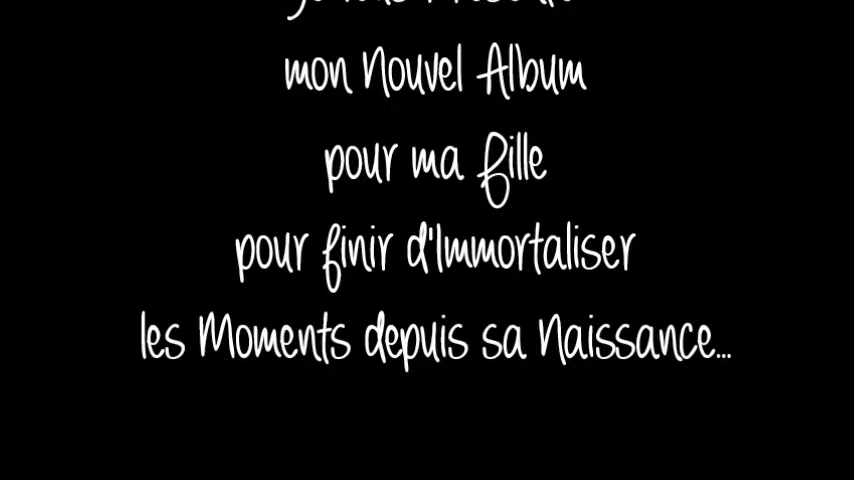 mon Nouvel Album
pour ma fille
pour finir d'Immortaliser
les Moments depuis sa Naissance...